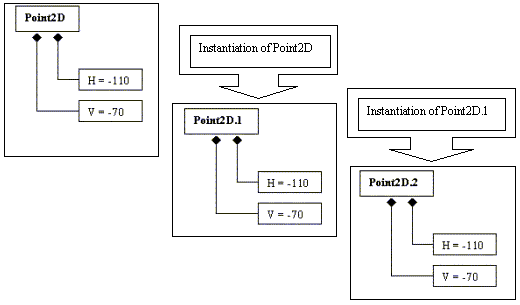 Point2D
H = -110
V = -70
Instantiation of Point2D
Point2D.1
H = -110
V = -70
Instantiation of Point2D.1
Point2D.2
H = -110
V = -70